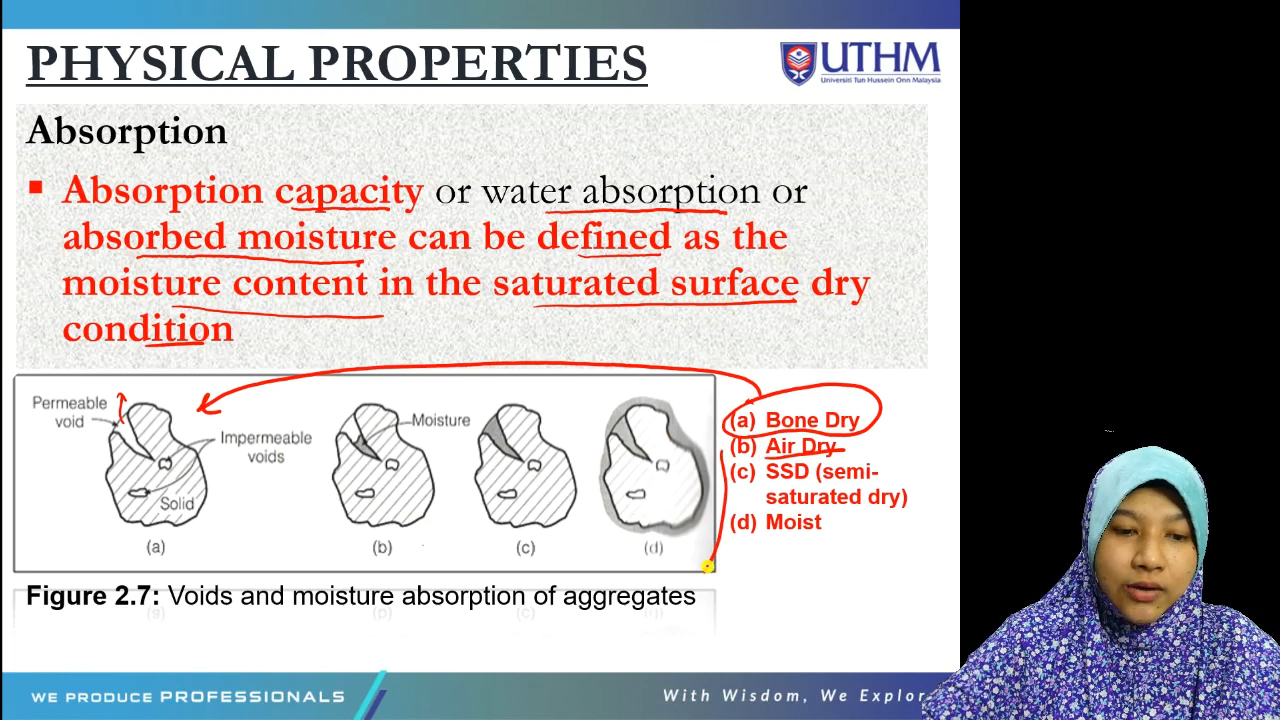 PHYSICAL PROPERTIES
UTHM
Universiti Tun Hussein Onn Malaysia
Absorption
▪ Absorption capacity or water absorption or
absorbed moisture can be defined as the
moisture content in the saturated surface dry
condition
Permeable
void
Impermeable
voids
Solid
Moisture
(a)
(b)
(c)
(d)
(a) Bone Dry
(b) Air Dry
(c) SSD (semi-
saturated dry)
(d) Moist
Figure 2.7: Voids and moisture absorption of aggregates
WE PRODUCE PROFESSIONALS
With Wisdom, We Explor